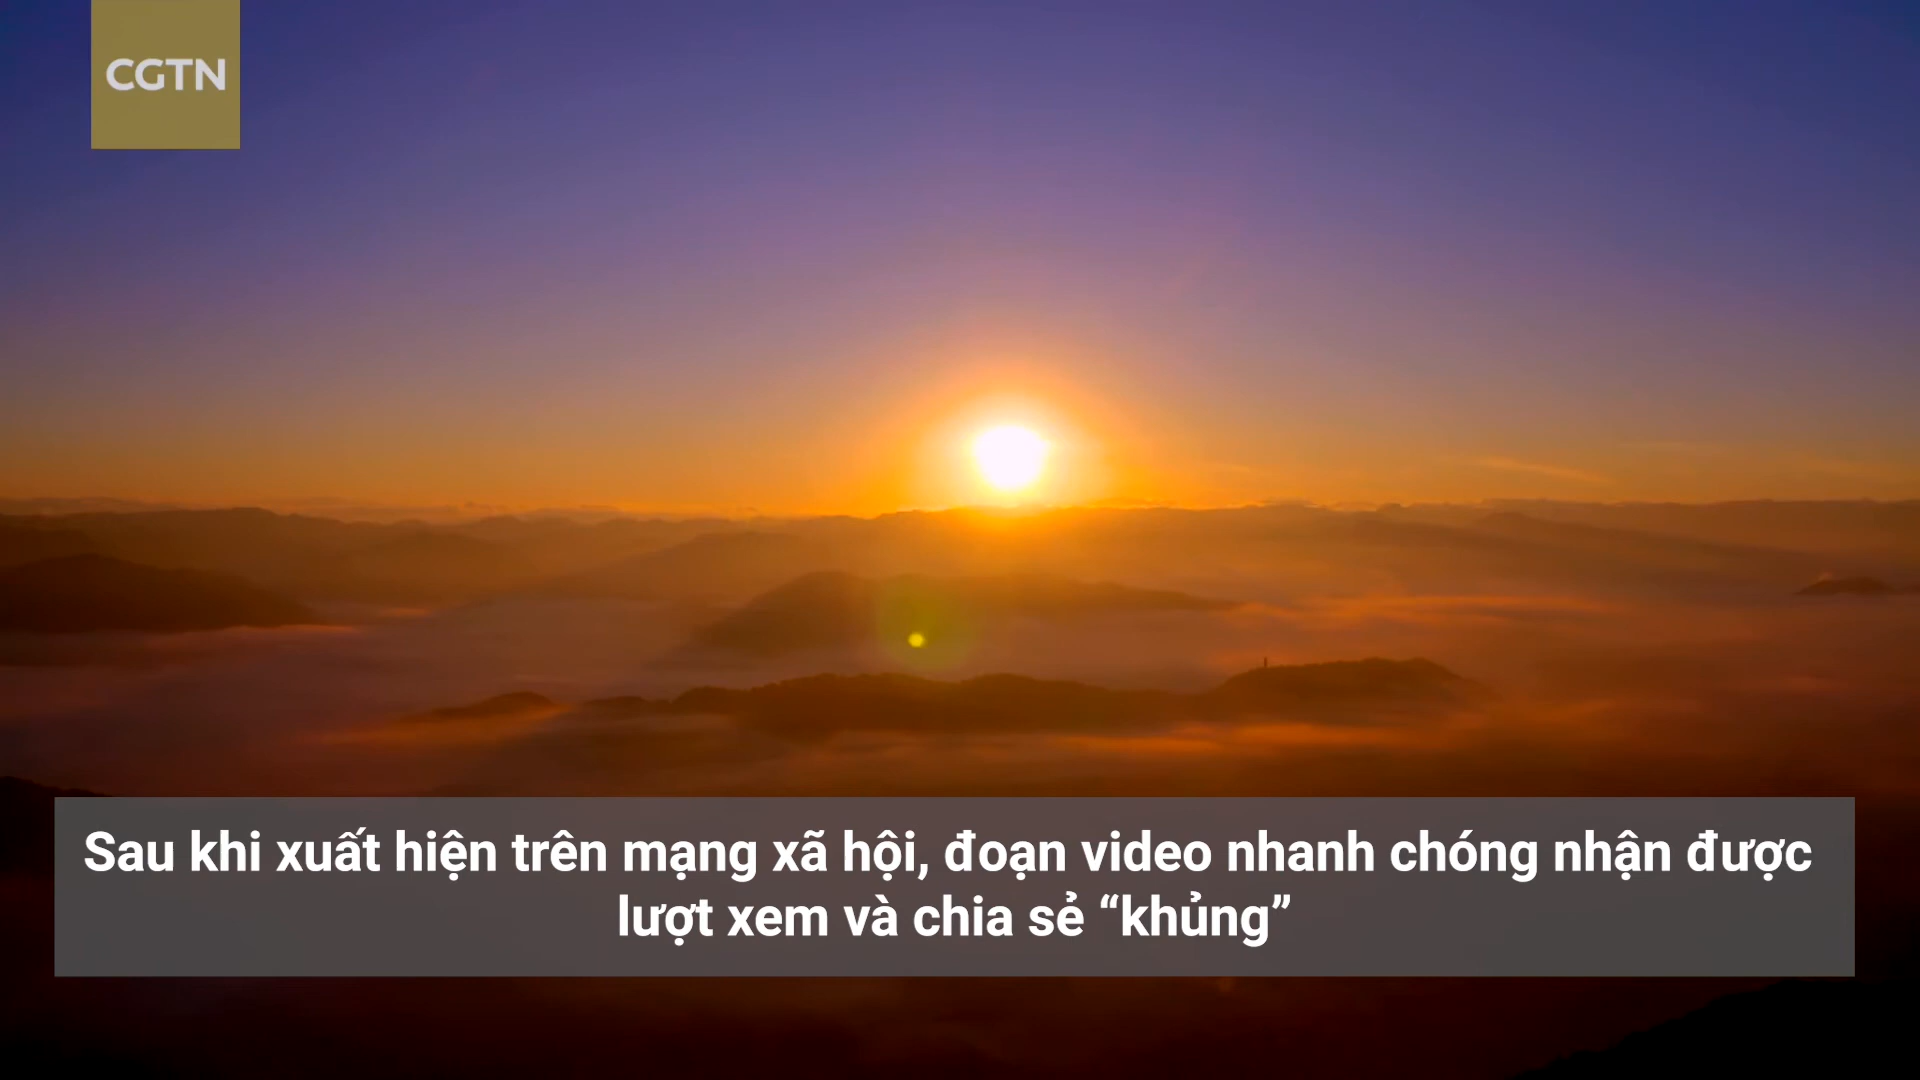 CGTN
Sau khi xuất hiện trên mạng xã hội, đoạn video nhanh chóng nhận được
lượt xem và chia sẻ “khủng”